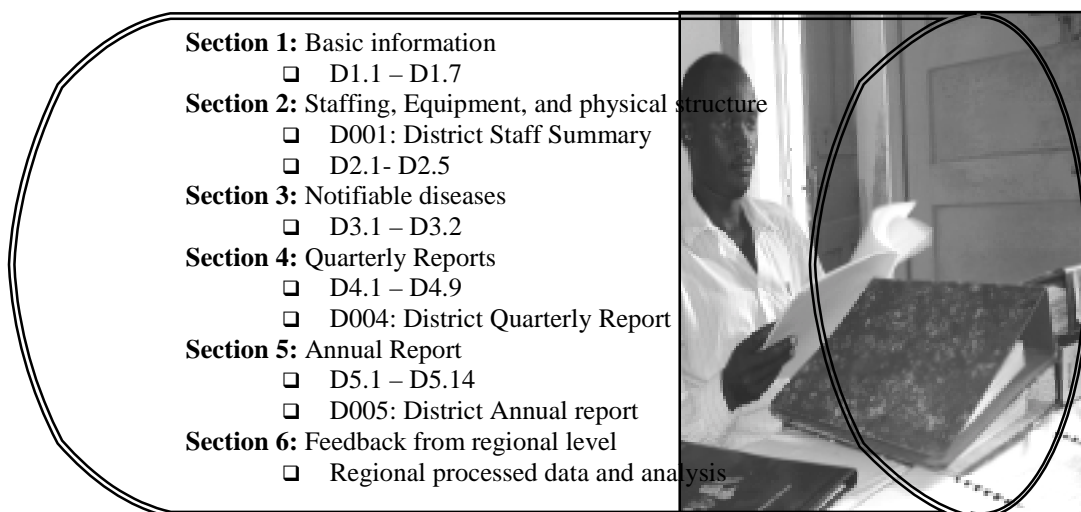 Section 1: Basic information
❑ D1.1 – D1.7
Section 2: Staffing, Equipment, and physical structure
❑ D001: District Staff Summary
❑ D2.1- D2.5
Section 3: Notifiable diseases
❑ D3.1 – D3.2
Section 4: Quarterly Reports
❑ D4.1 – D4.9
❑ D004: District Quarterly Report
Section 5: Annual Report
❑ D5.1 – D5.14
❑ D005: District Annual report
Section 6: Feedback from regional level
❑ Regional processed data and analysis